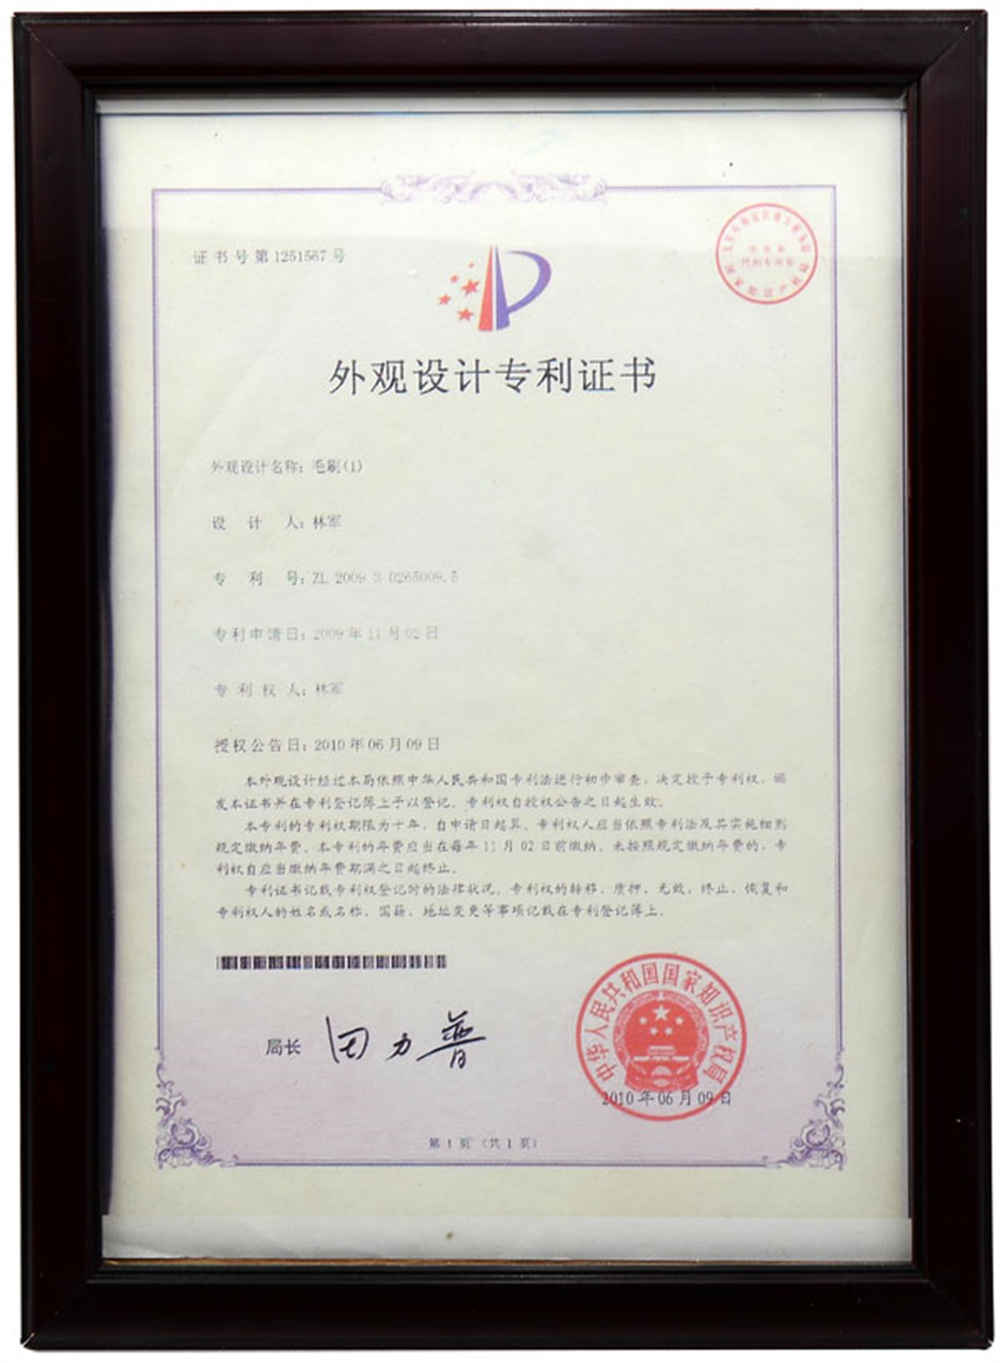 证书号第1251567号
外观设计专利证书
外观设计名称：毛刷(1)
设计人：林军
专利号：ZL 2009 3 0265009.5
专利申请日：2009年11月02日
专利权人：林军
授权公告日：2010年06月09日
本外观设计经过本局依照中华人民共和国专利法进行初步审查，决定授予专利权，颁
发本证书并在专利登记簿上予以登记。专利权自授权公告之日起生效。
本专利的专利权期限为十年，自申请日起算。专利权人应当依照专利法及其实施细则
规定缴纳年费。本专利的年费应当在每年11月02日前缴纳。未按照规定缴纳年费的，专
利权自应当缴纳年费期满之日起终止。
专利证书记载专利权登记时的法律状况。专利权的转移、质押、无效、终止、恢复和
专利权人的姓名或名称、国籍、地址变更等事项记载在专利登记簿上。
局长 田力普
中华人民共和国国家知识产权局
2010年06月09日
第1页（共1页）